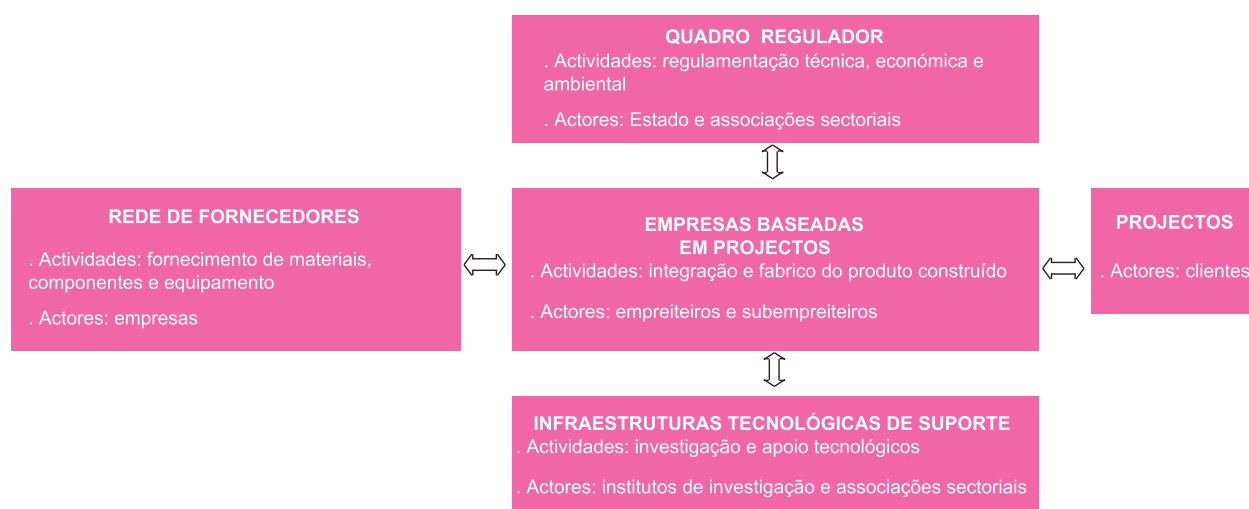 QUADRO REGULADOR
. Actividades: regulamentação técnica, económica e
ambiental
. Actores: Estado e associações sectoriais
REDE DE FORNECEDORES
. Actividades: fornecimento de materiais,
componentes e equipamento
. Actores: empresas
EMPRESAS BASEADAS
EM PROJECTOS
. Actividades: integração e fabrico do produto construído
. Actores: empreiteiros e subempreiteiros
PROJECTOS
. Actores: clientes
INFRAESTRUTURAS TECNOLÓGICAS DE SUPORTE
. Actividades: investigação e apoio tecnológicos
. Actores: institutos de investigação e associações sectoriais